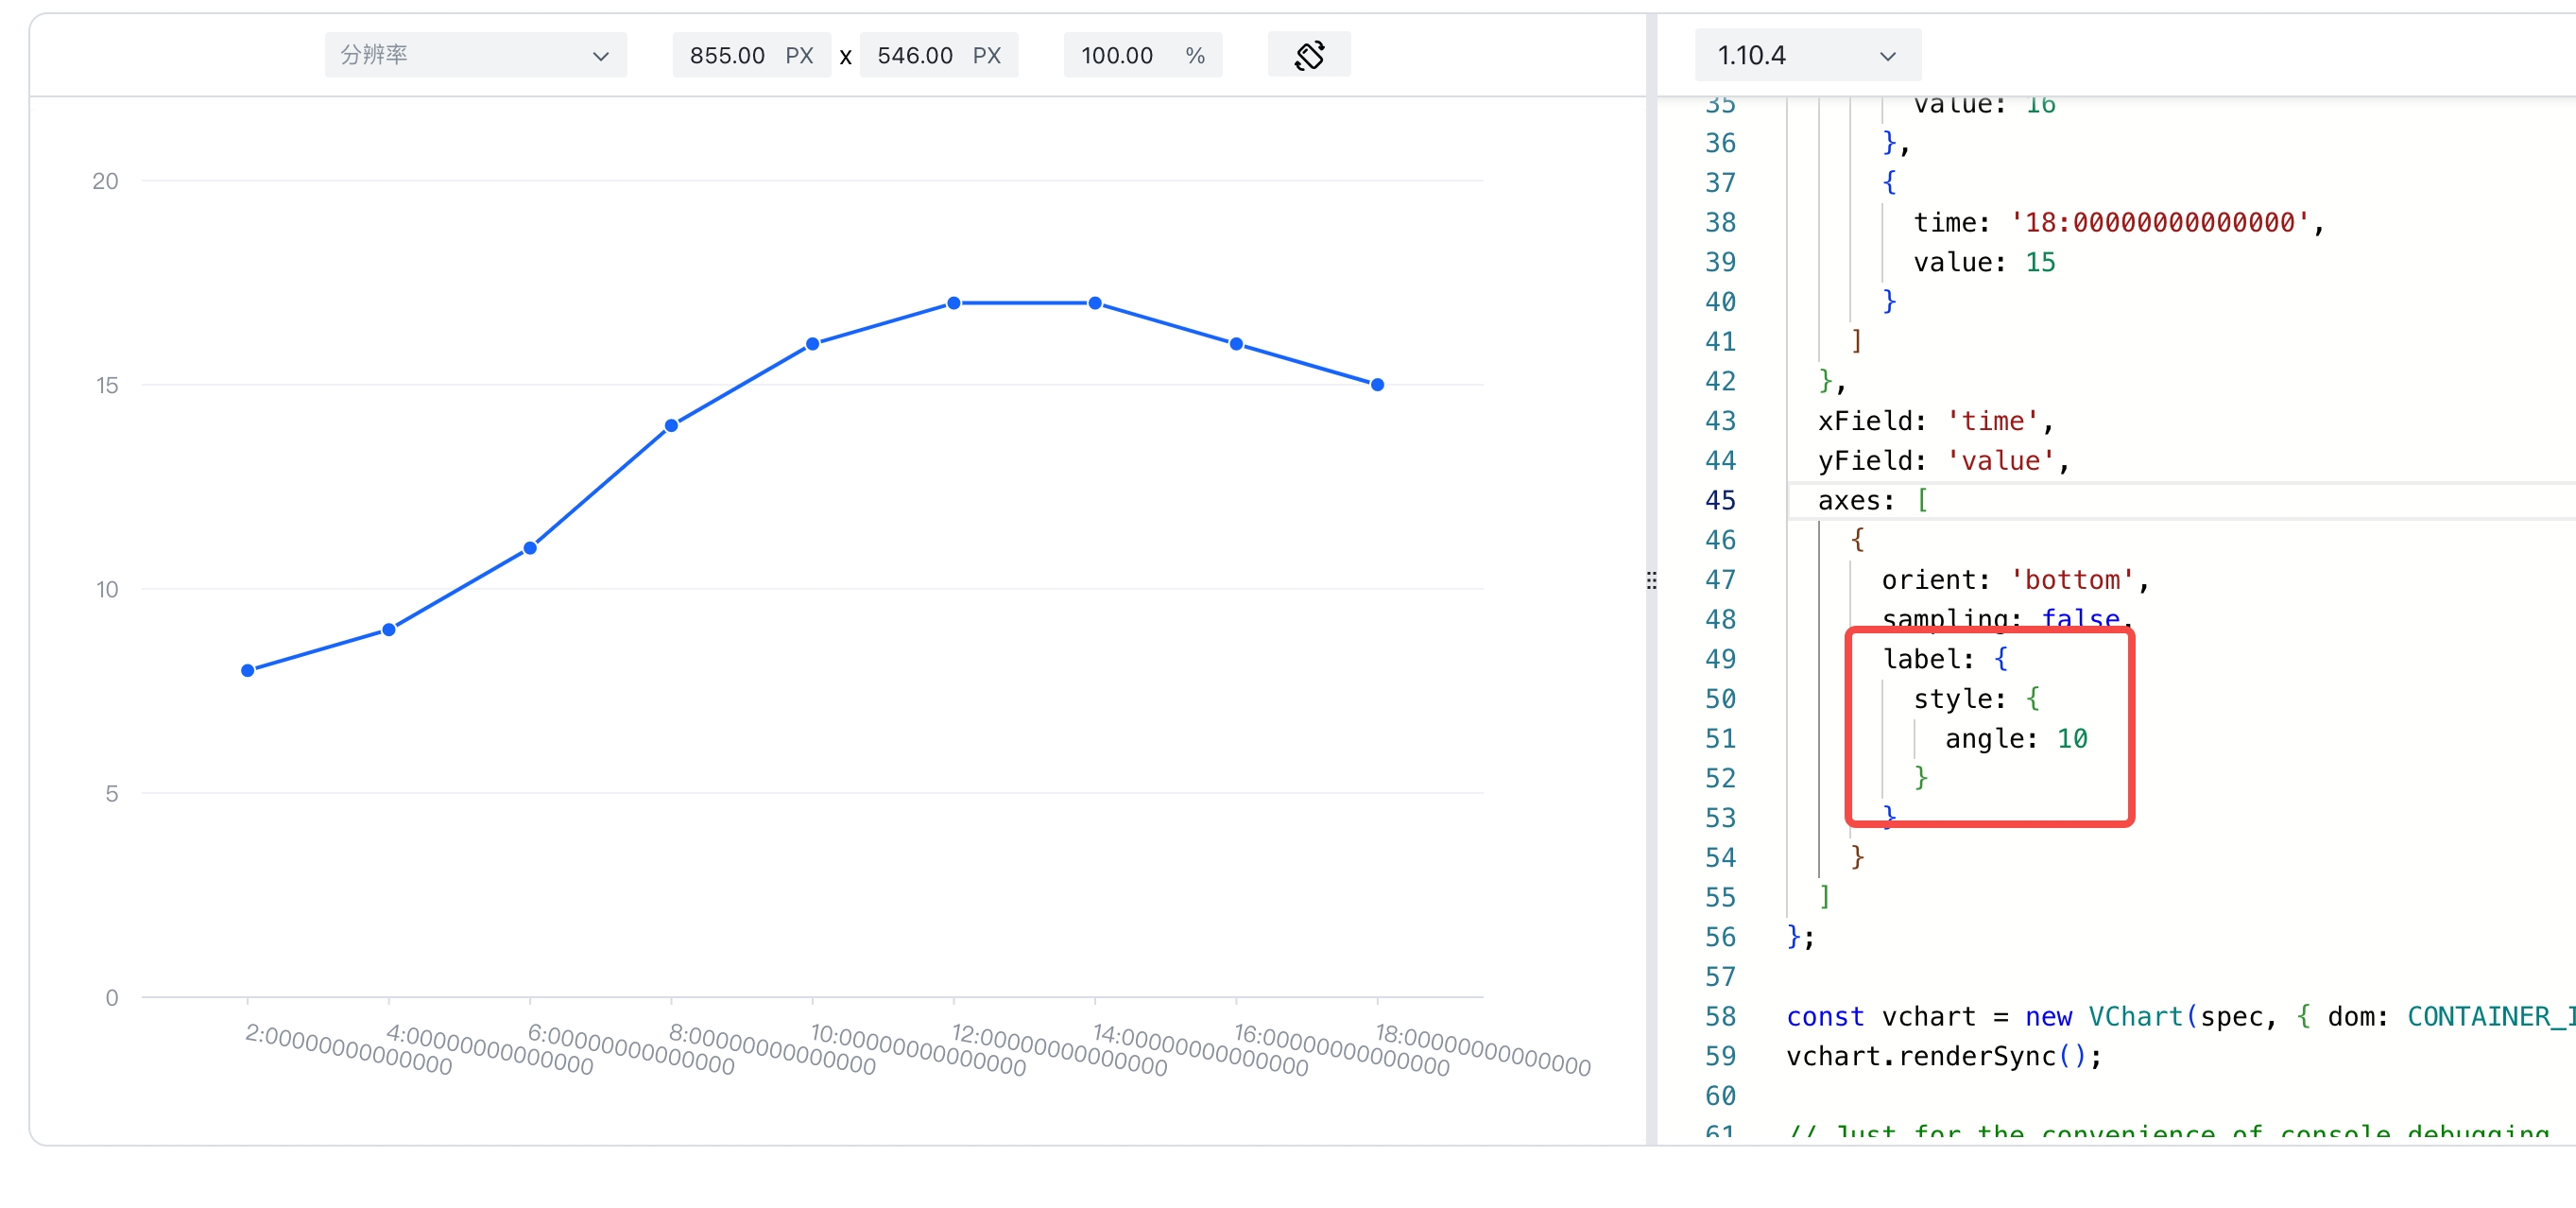 分辨率
855.00 PX x 546.00 PX
100.00 %
20
15
10
5
0
2:00000000000000
4:00000000000000
6:00000000000000
8:00000000000000
10:00000000000000
12:00000000000000
14:00000000000000
16:00000000000000
18:00000000000000
1.10.4
35 value: 16
36 },
37 {
38 time: '18:00000000000000',
39 value: 15
40 }
41 ]
42 },
43 xField: 'time',
44 yField: 'value',
45 axes: [
46 {
47 orient: 'bottom',
48 sampling: false,
49 label: {
50 style: {
51 angle: 10
52 }
53 }
54 }
55 ]
56 };
57
58 const vchart = new VChart(spec, { dom: CONTAINER_I
59 vchart.renderSync();
60
61 // Just for the convenience of console debugging